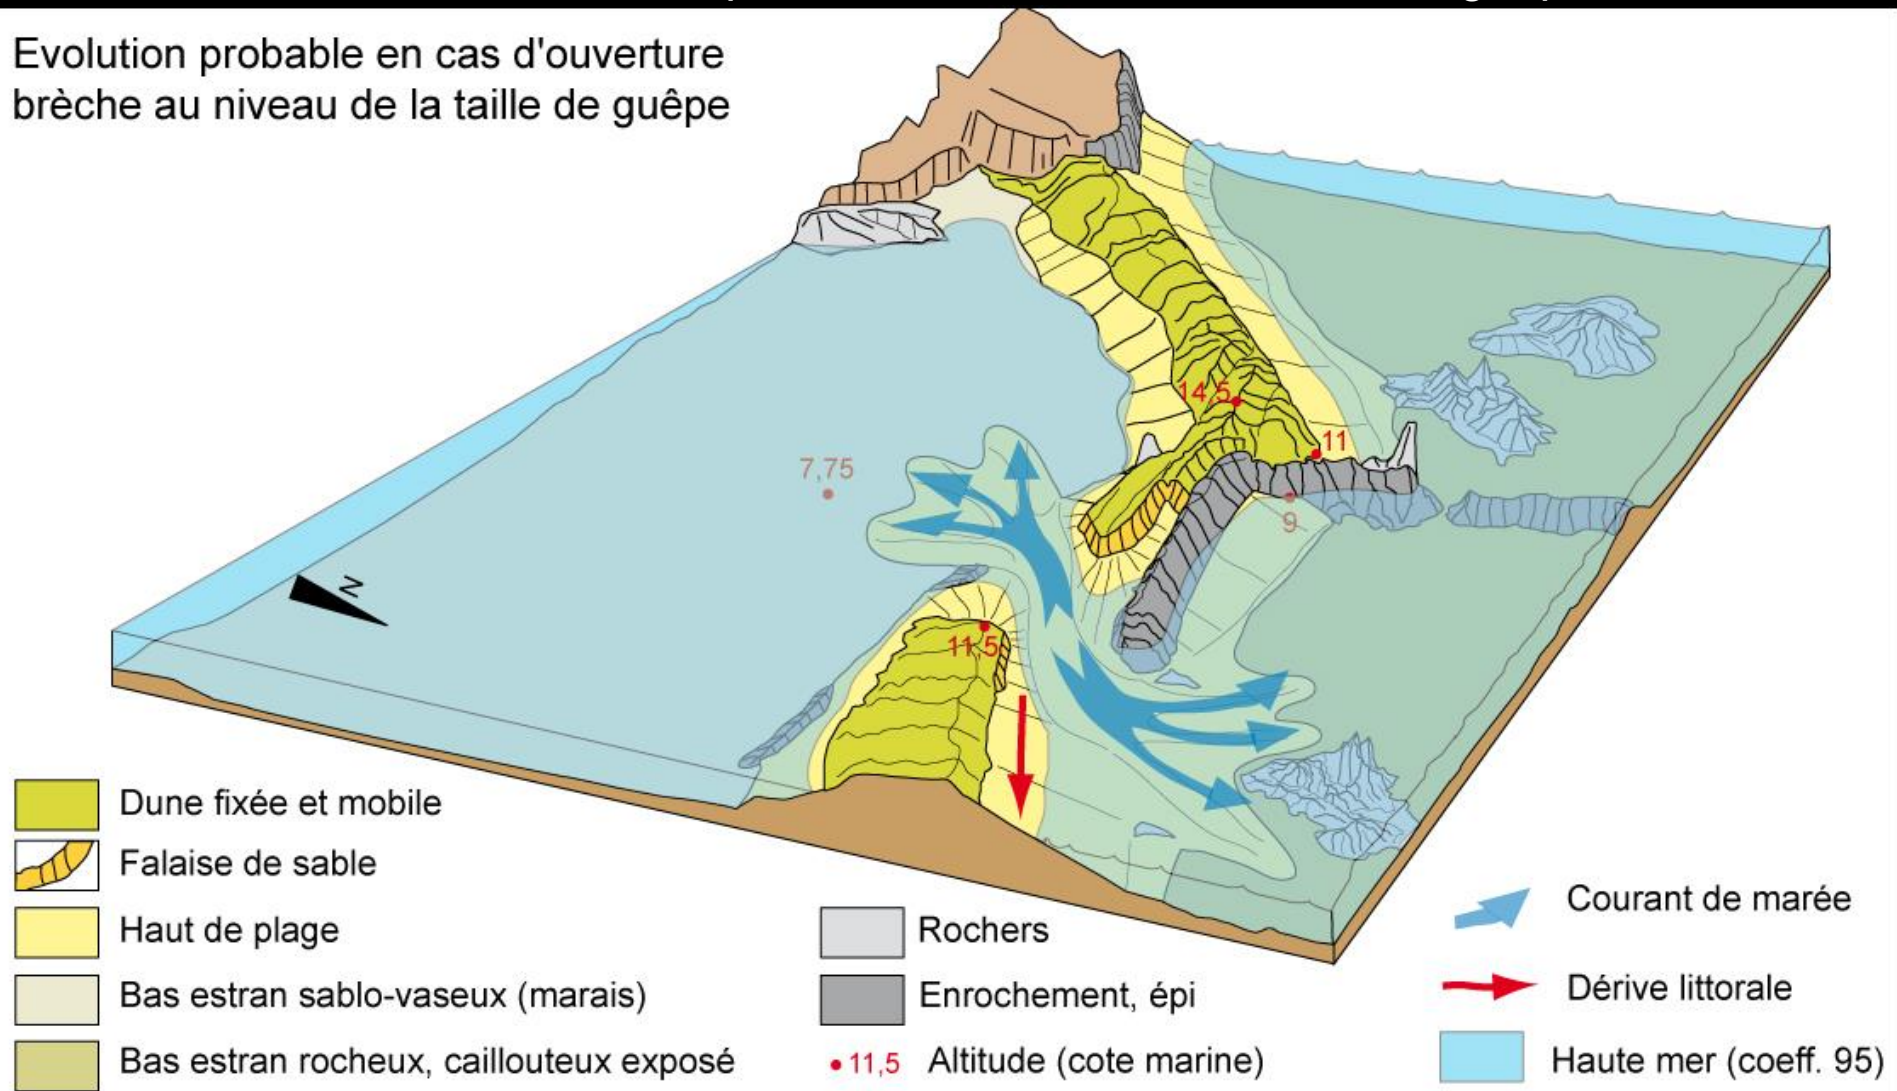 Evolution probable en cas d'ouverture
brèche au niveau de la taille de guêpe
14,5
11
7,75
9
N
11,5
Dune fixée et mobile
Falaise de sable
Haut de plage
Bas estran sablo-vaseux (marais)
Bas estran rocheux, caillouteux exposé
Rochers
Enrochement, épi
11,5 Altitude (cote marine)
Courant de marée
Dérive littorale
Haute mer (coeff. 95)